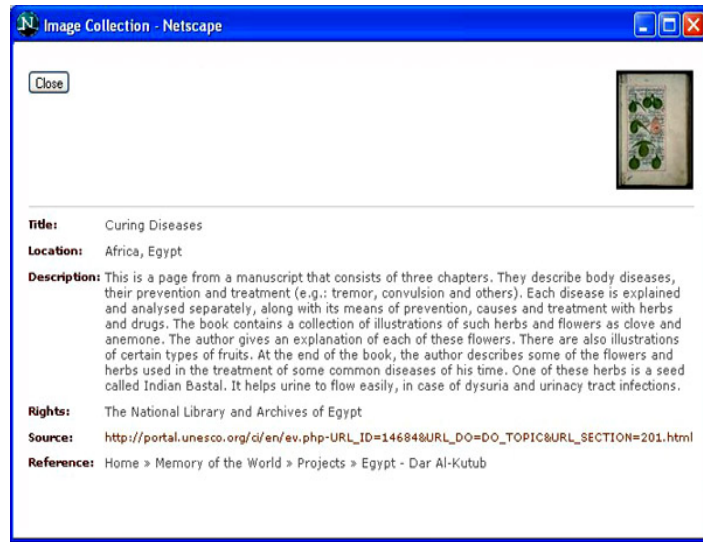 Image Collection - Netscape
Close
Title: Curing Diseases
Location: Africa, Egypt
Description: This is a page from a manuscript that consists of three chapters. They describe body diseases,
their prevention and treatment (e.g.: tremor, convulsion and others). Each disease is explained
and analysed separately, along with its means of prevention, causes and treatment with herbs
and drugs. The book contains a collection of illustrations of such herbs and flowers as clove and
anemone. The author gives an explanation of each of these flowers. There are also illustrations
of certain types of fruits. At the end of the book, the author describes some of the flowers and
herbs used in the treatment of some common diseases of his time. One of these herbs is a seed
called Indian Bastal. It helps urine to flow easily, in case of dysuria and urinacy tract infections.
Rights: The National Library and Archives of Egypt
Source: http://portal.unesco.org/ci/en/ev.php-URL_ID=14684&URL_DO=DO_TOPIC&URL_SECTION=201.html
Reference: Home » Memory of the World » Projects » Egypt - Dar Al-Kutub